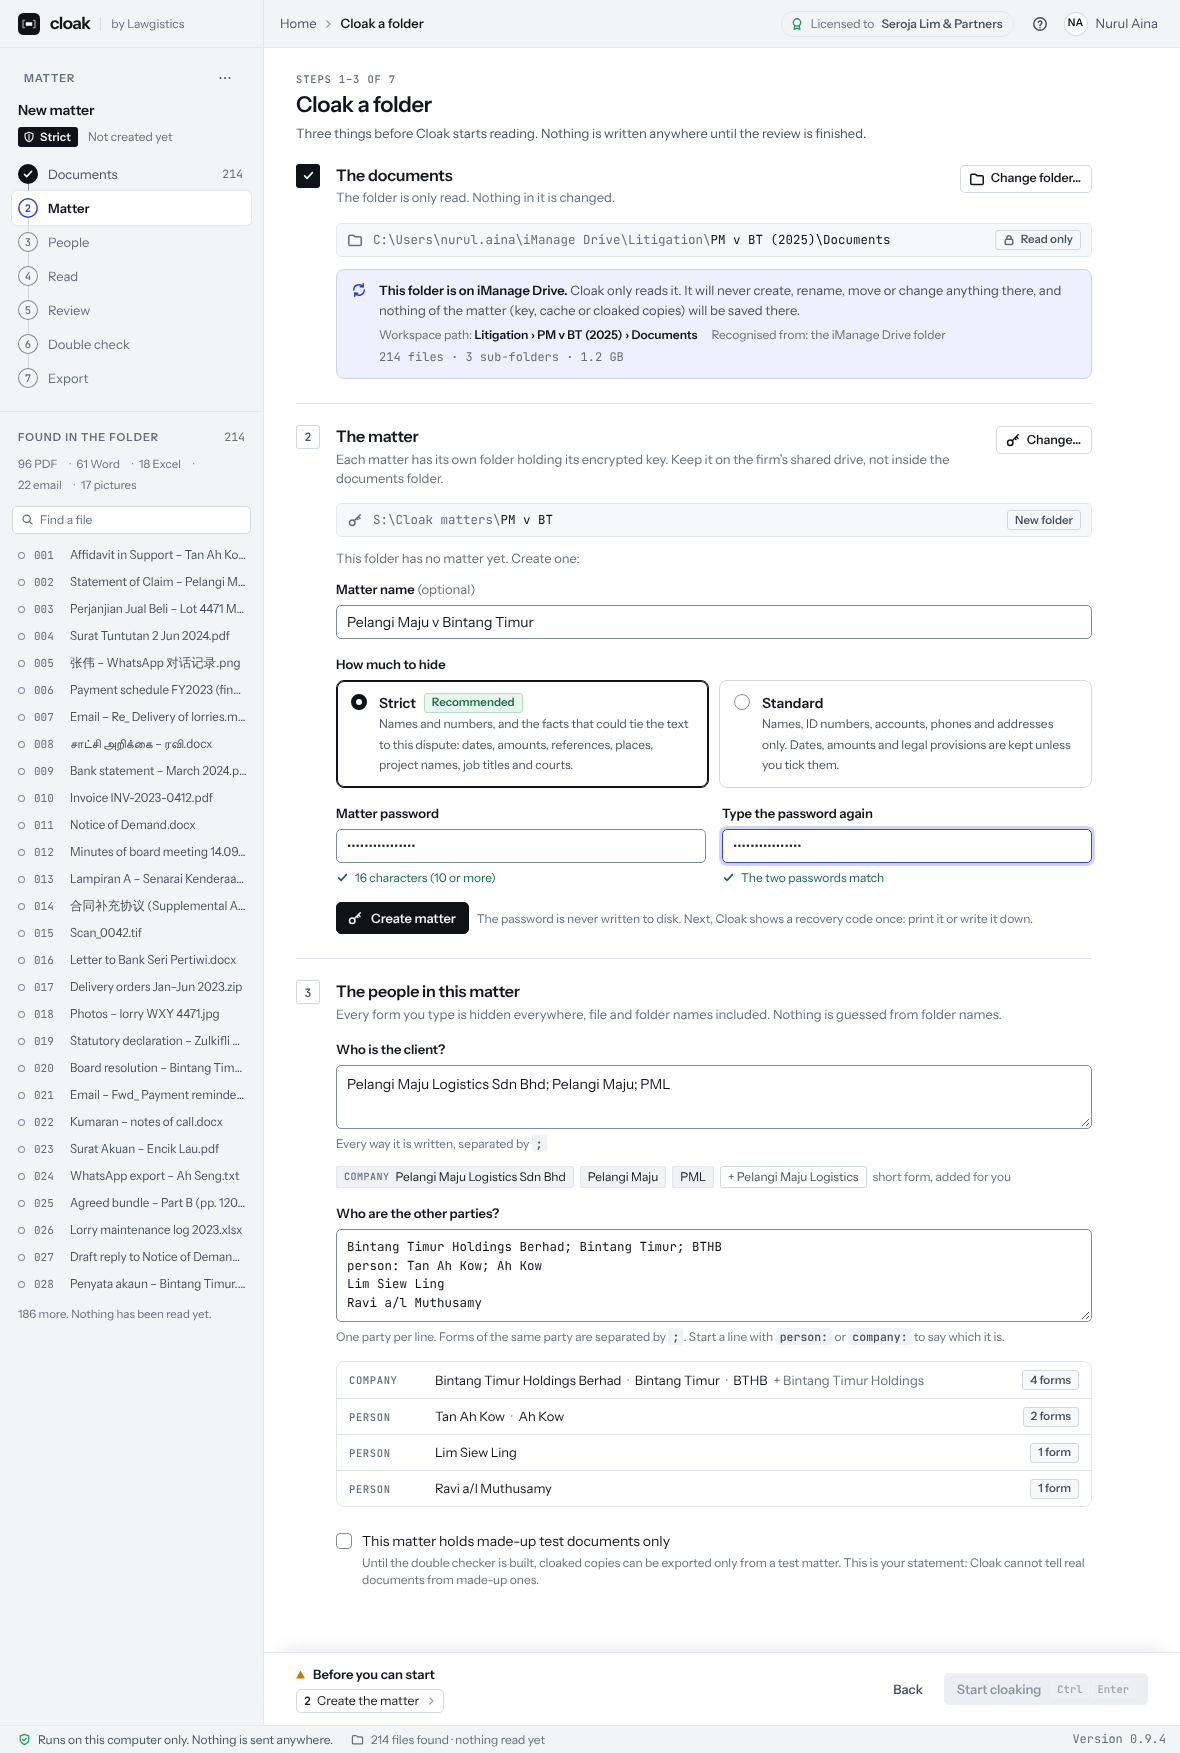 cloak by Lawgistics
Home > Cloak a folder
Licensed to Seroja Lim & Partners
NA Nurul Aina
MATTER ...
New matter
Strict Not created yet
Documents 214
2 Matter
3 People
4 Read
5 Review
6 Double check
7 Export
FOUND IN THE FOLDER 214
96 PDF · 61 Word · 18 Excel ·
22 email · 17 pictures
Find a file
001 Affidavit in Support – Tan Ah Ko...
002 Statement of Claim – Pelangi M...
003 Perjanjian Jual Beli – Lot 4471 M...
004 Surat Tuntutan 2 Jun 2024.pdf
005 张伟 – WhatsApp 对话记录.png
006 Payment schedule FY2023 (fin...
007 Email – Re_ Delivery of lorries.m...
008 சாட்சி அறிக்கை – ரவி.docx
009 Bank statement – March 2024.p...
010 Invoice INV-2023-0412.pdf
011 Notice of Demand.docx
012 Minutes of board meeting 14.09...
013 Lampiran A – Senarai Kenderaa...
014 合同补充协议 (Supplemental A...
015 Scan_0042.tif
016 Letter to Bank Seri Pertiwi.docx
017 Delivery orders Jan–Jun 2023.zip
018 Photos – lorry WXY 4471.jpg
019 Statutory declaration – Zulkifli ...
020 Board resolution – Bintang Tim...
021 Email – Fwd_ Payment reminde...
022 Kumaran – notes of call.docx
023 Surat Akuan – Encik Lau.pdf
024 WhatsApp export – Ah Seng.txt
025 Agreed bundle – Part B (pp. 120...
026 Lorry maintenance log 2023.xlsx
027 Draft reply to Notice of Deman...
028 Penyata akaun – Bintang Timur....
186 more. Nothing has been read yet.
STEPS 1–3 OF 7
Cloak a folder
Three things before Cloak starts reading. Nothing is written anywhere until the review is finished.
The documents
Change folder...
The folder is only read. Nothing in it is changed.
C:\Users\nurul.aina\iManage Drive\Litigation\PM v BT (2025)\Documents
Read only
This folder is on iManage Drive. Cloak only reads it. It will never create, rename, move or change anything there, and
nothing of the matter (key, cache or cloaked copies) will be saved there.
Workspace path: Litigation › PM v BT (2025) › Documents Recognised from: the iManage Drive folder
214 files · 3 sub-folders · 1.2 GB
2 The matter
Change...
Each matter has its own folder holding its encrypted key. Keep it on the firm's shared drive, not inside the
documents folder.
S:\Cloak matters\PM v BT
New folder
This folder has no matter yet. Create one:
Matter name (optional)
Pelangi Maju v Bintang Timur
How much to hide
Strict Recommended
Names and numbers, and the facts that could tie the text
to this dispute: dates, amounts, references, places,
project names, job titles and courts.
Standard
Names, ID numbers, accounts, phones and addresses
only. Dates, amounts and legal provisions are kept unless
you tick them.
Matter password
••••••••••••••••
16 characters (10 or more)
Type the password again
••••••••••••••••
The two passwords match
Create matter
The password is never written to disk. Next, Cloak shows a recovery code once: print it or write it down.
3 The people in this matter
Every form you type is hidden everywhere, file and folder names included. Nothing is guessed from folder names.
Who is the client?
Pelangi Maju Logistics Sdn Bhd; Pelangi Maju; PML
Every way it is written, separated by ;
COMPANY Pelangi Maju Logistics Sdn Bhd Pelangi Maju PML + Pelangi Maju Logistics short form, added for you
Who are the other parties?
Bintang Timur Holdings Berhad; Bintang Timur; BTHB
person: Tan Ah Kow; Ah Kow
Lim Siew Ling
Ravi a/l Muthusamy
One party per line. Forms of the same party are separated by ; . Start a line with person: or company: to say which it is.
COMPANY Bintang Timur Holdings Berhad · Bintang Timur · BTHB + Bintang Timur Holdings 4 forms
PERSON Tan Ah Kow · Ah Kow 2 forms
PERSON Lim Siew Ling 1 form
PERSON Ravi a/l Muthusamy 1 form
This matter holds made-up test documents only
Until the double checker is built, cloaked copies can be exported only from a test matter. This is your statement: Cloak cannot tell real
documents from made-up ones.
Before you can start
2 Create the matter >
Back
Start cloaking Ctrl Enter
Runs on this computer only. Nothing is sent anywhere.
214 files found · nothing read yet
Version 0.9.4